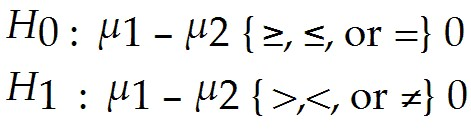 H0 : μ1 – μ2 { ≥, ≤, or =} 0
H1 : μ1 – μ2 { >,<, or ≠} 0